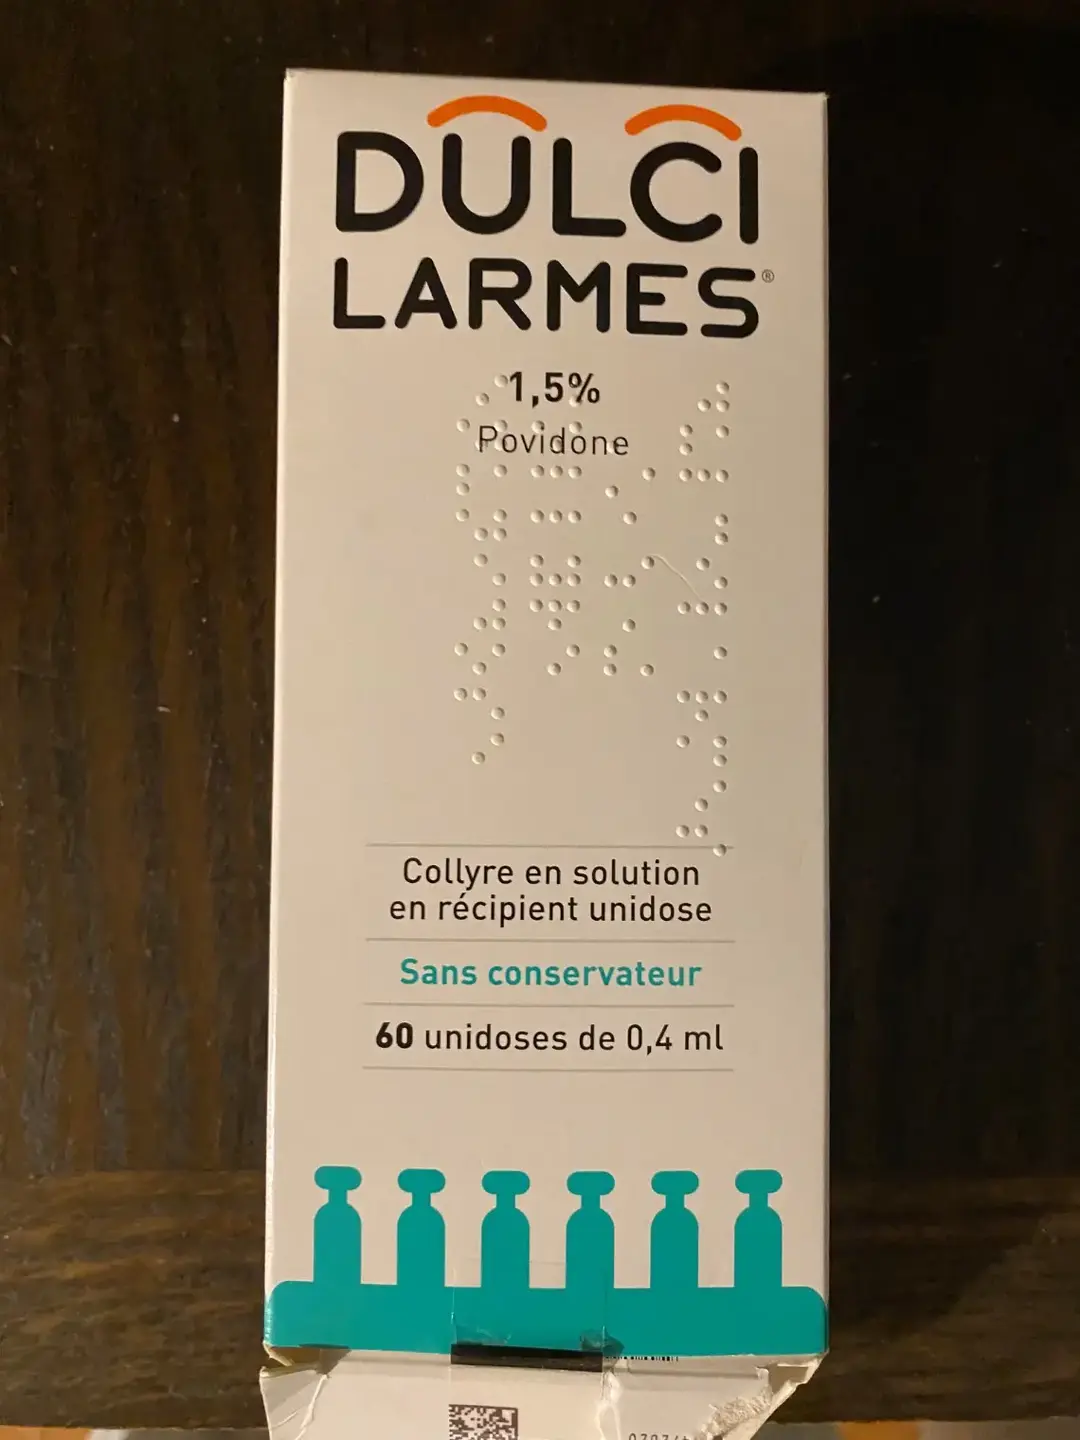 DULCI
LARMES®
1,5%
Povidone
Collyre en solution
en récipient unidose
Sans conservateur
60 unidoses de 0,4 ml